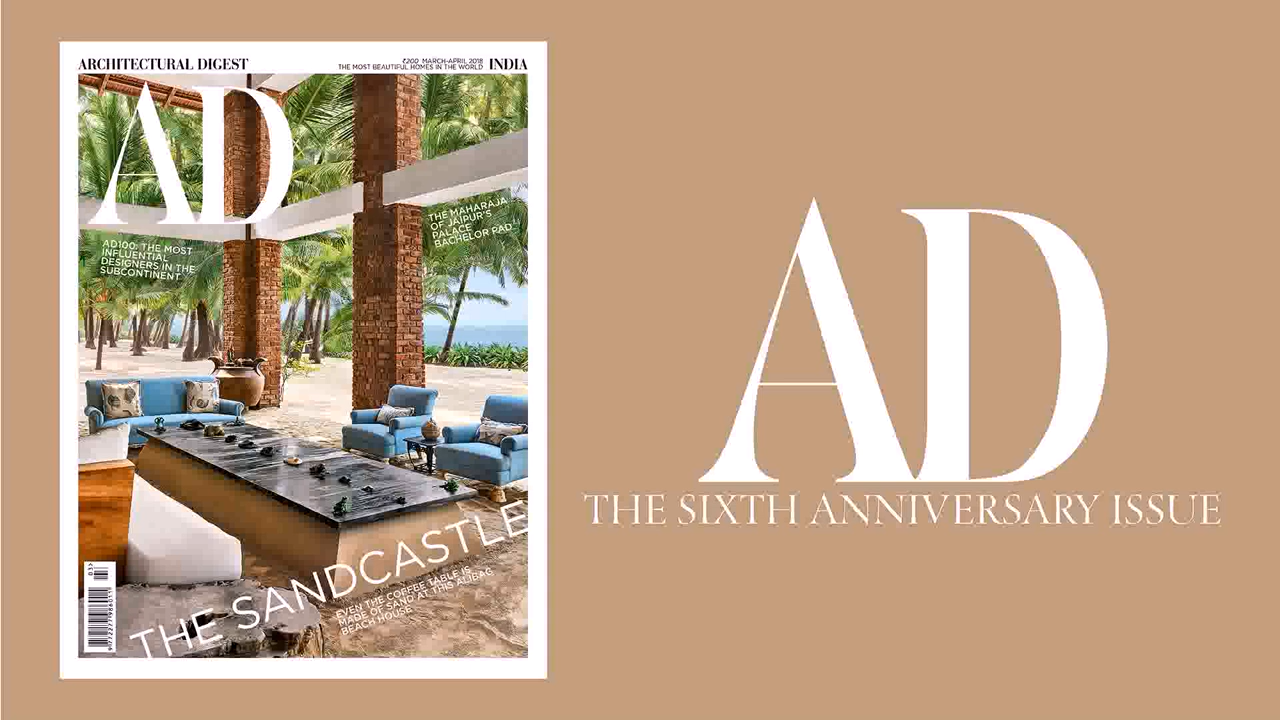 ARCHITECTURAL DIGEST
₹200 MARCH-APRIL 2018
THE MOST BEAUTIFUL HOMES IN THE WORLD
INDIA
AD
AD100: THE MOST
INFLUENTIAL
DESIGNERS IN THE
SUBCONTINENT
THE MAHARAJA
OF JAIPUR'S
PALACE
BACHELOR PAD
THE SANDCASTLE
EVEN THE COFFEE TABLE IS
MADE OF SAND AT THIS ALIBAG
BEACH HOUSE
AD
THE SIXTH ANNIVERSARY ISSUE